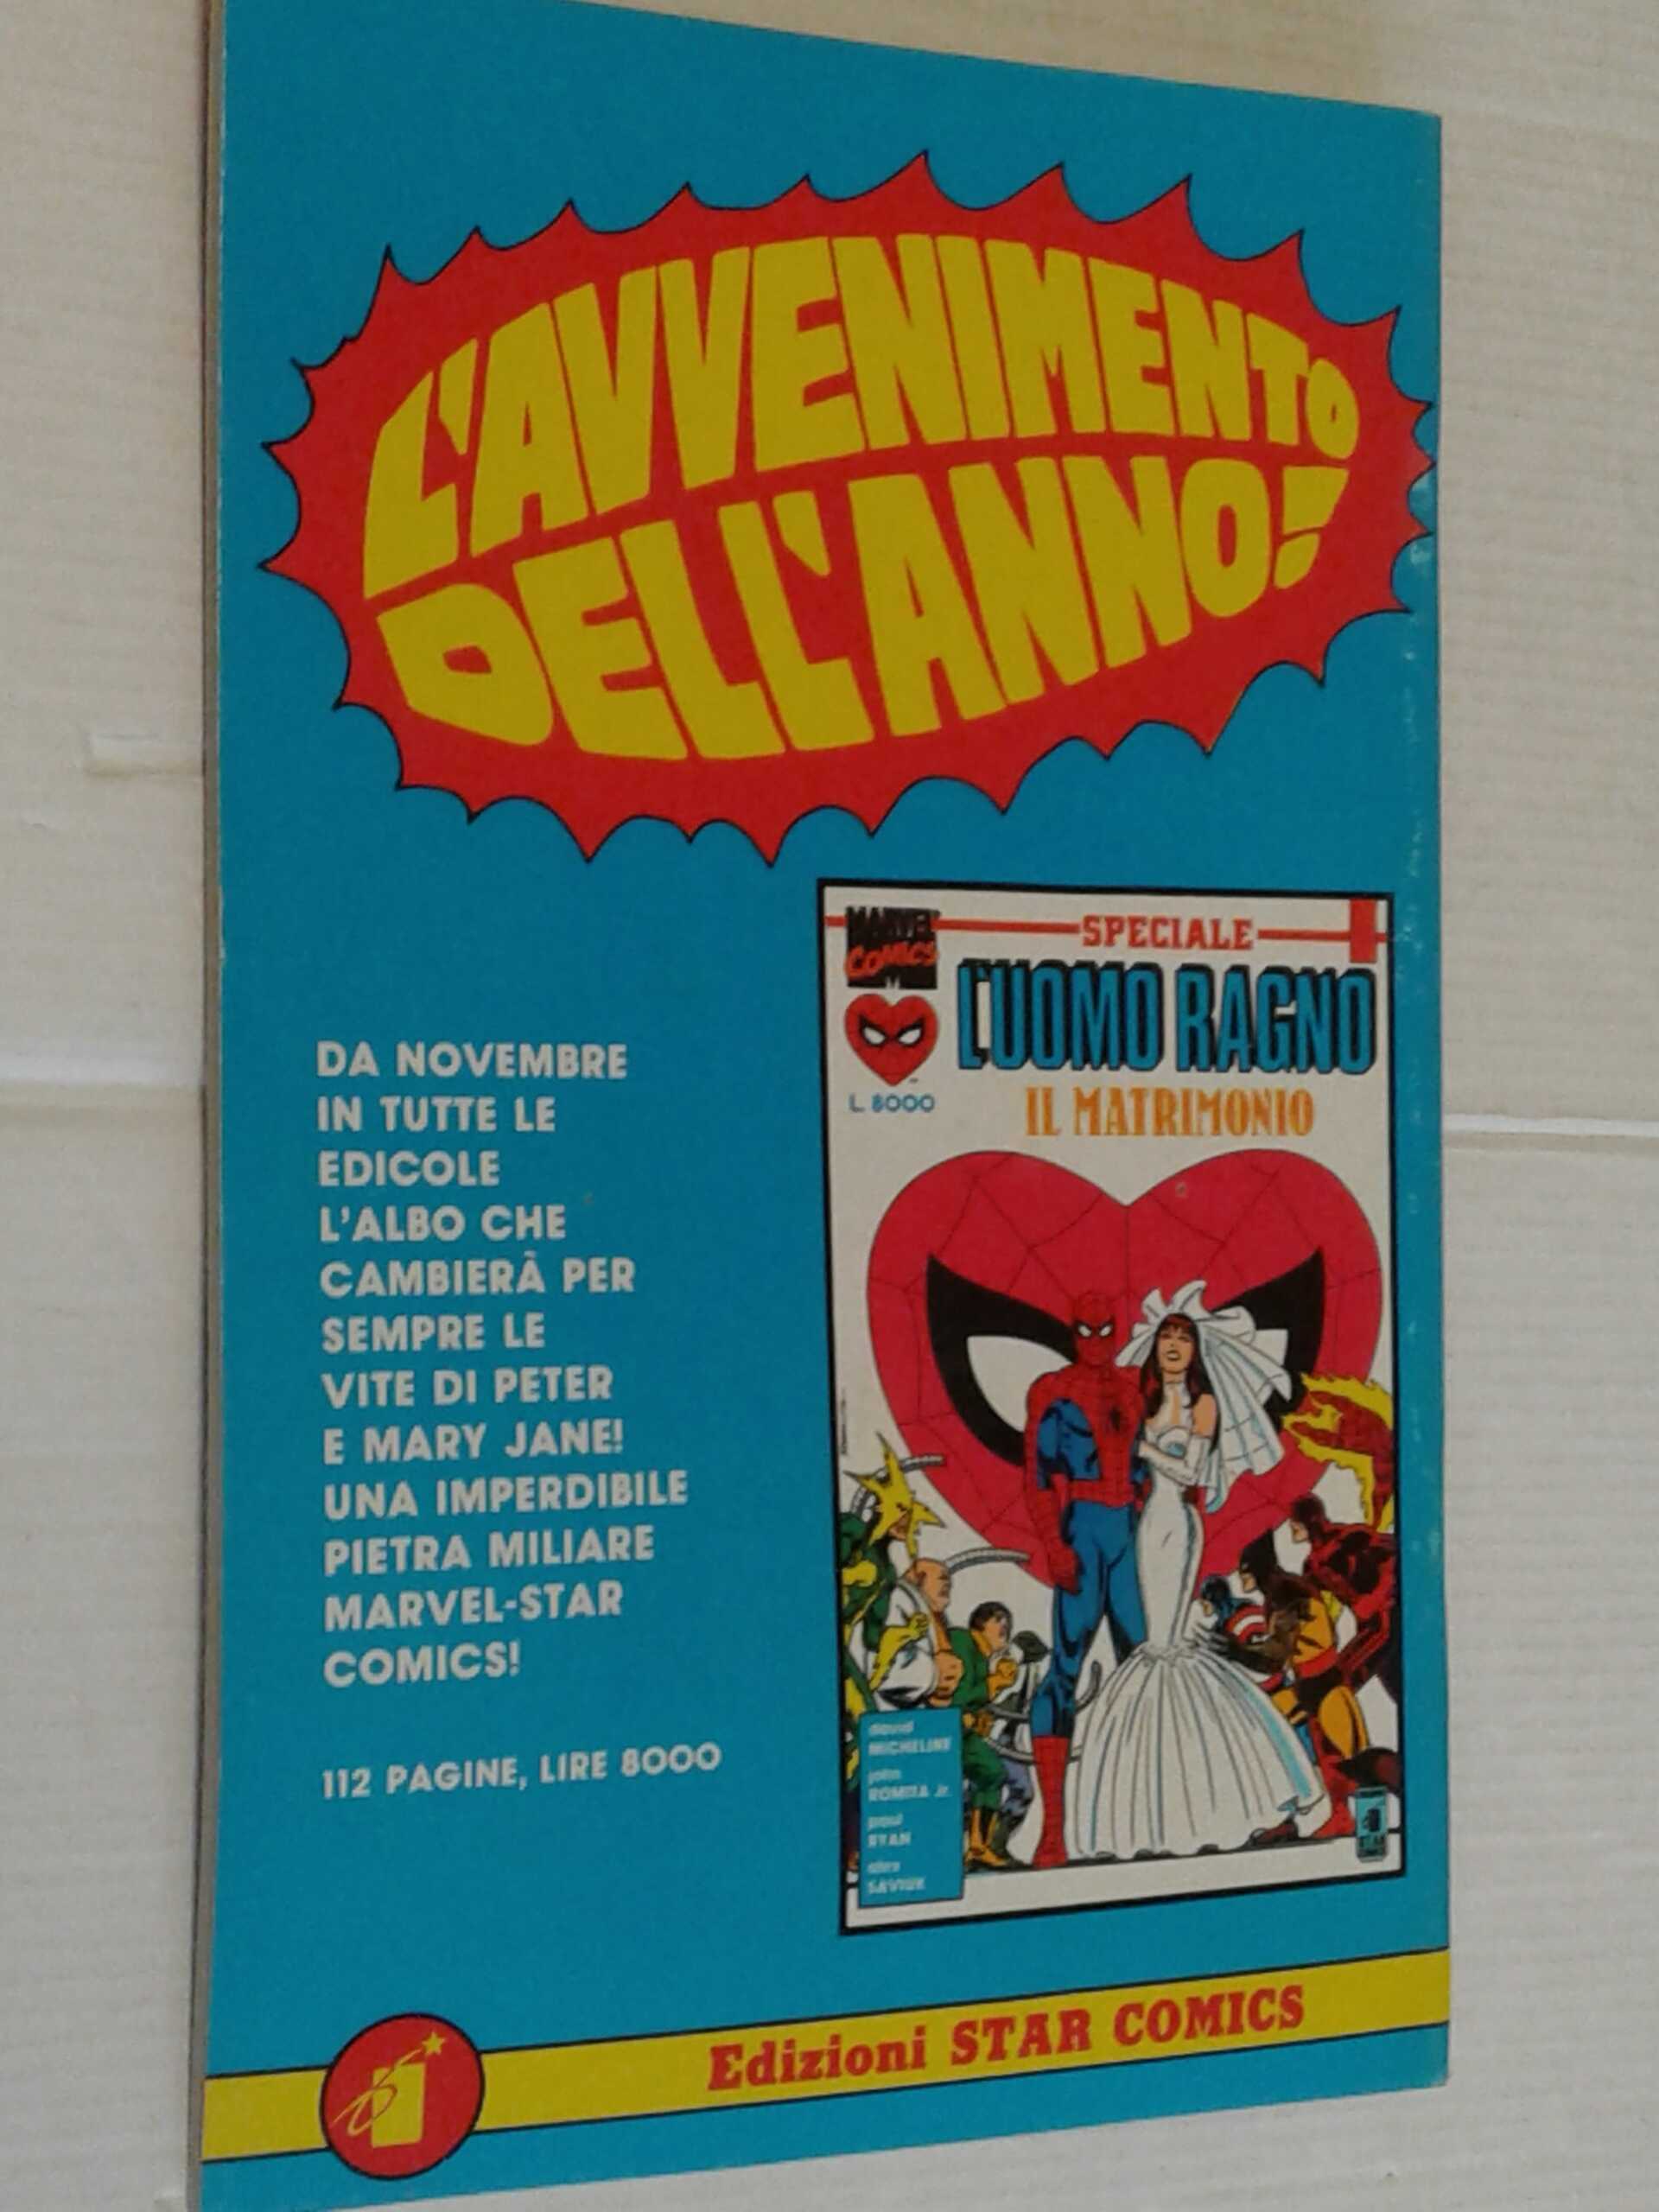 L'AVVENIMENTO
DELL'ANNO!
DA NOVEMBRE
IN TUTTE LE
EDICOLE
L'ALBO CHE
CAMBIERÀ PER
SEMPRE LE
VITE DI PETER
E MARY JANE!
UNA IMPERDIBILE
PIETRA MILIARE
MARVEL-STAR
COMICS!
112 PAGINE, LIRE 8000
MARVEL
COMICS
SPECIALE
L'UOMO RAGNO
L. 8000
IL MATRIMONIO
david
MICHELINIE
john
ROMITA Jr.
paul
RYAN
alex
SAVIUK
STAR
Edizioni STAR COMICS